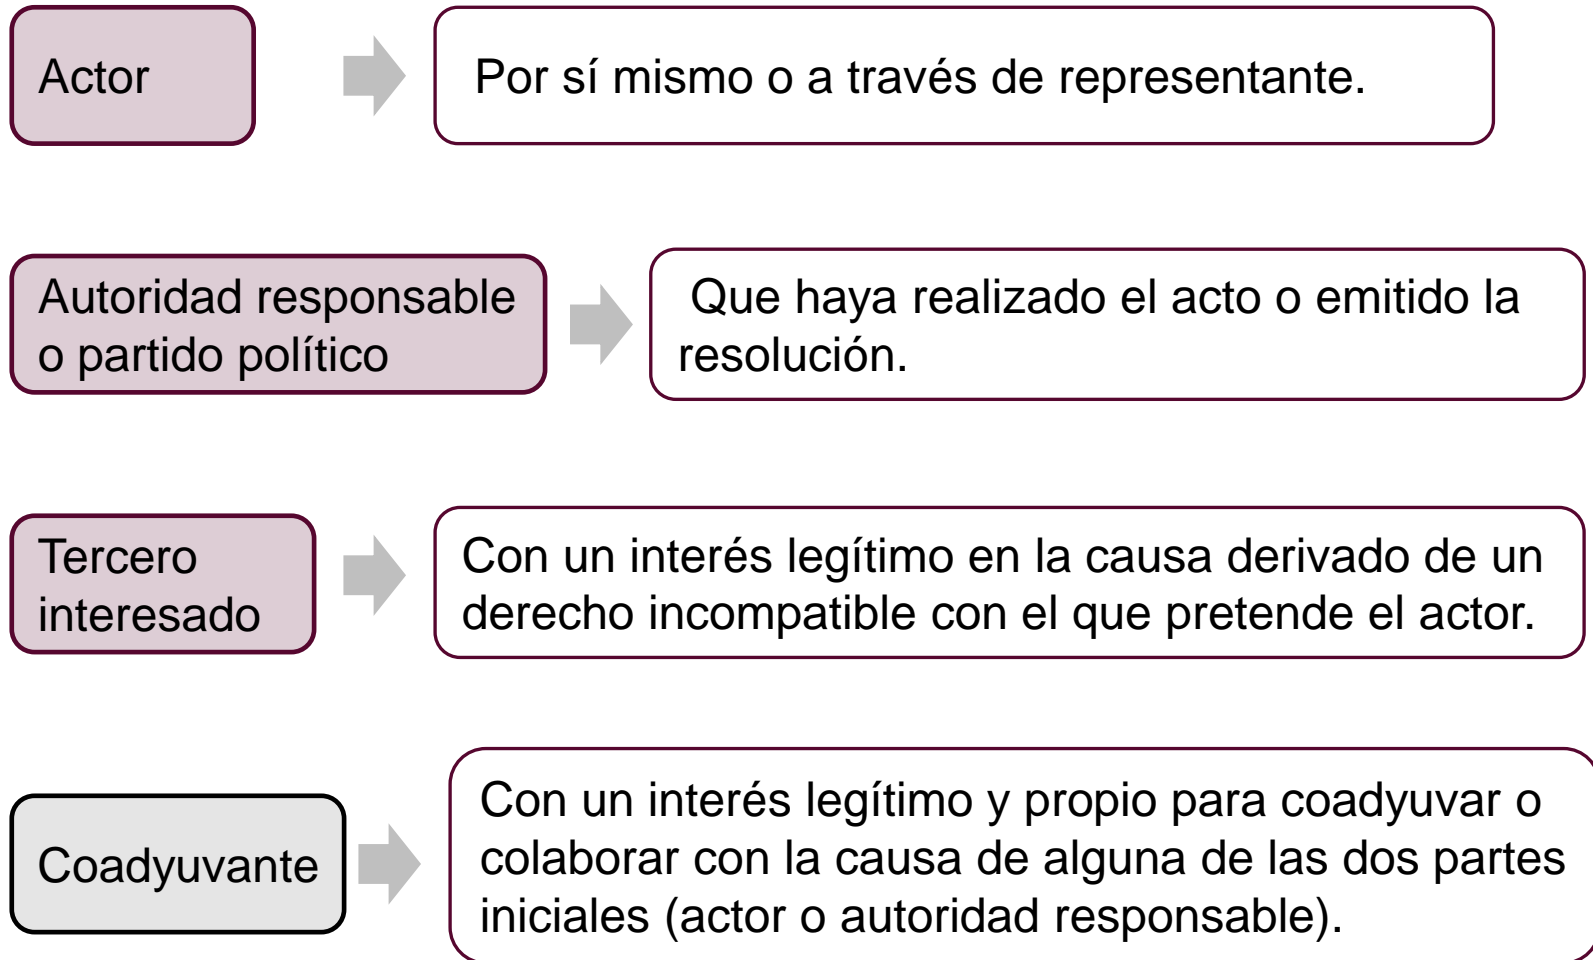 Actor
Por sí mismo o a través de representante.
Autoridad responsable
o partido político
Que haya realizado el acto o emitido la
resolución.
Tercero
interesado
Con un interés legítimo en la causa derivado de un
derecho incompatible con el que pretende el actor.
Coadyuvante
Con un interés legítimo y propio para coadyuvar o
colaborar con la causa de alguna de las dos partes
iniciales (actor o autoridad responsable).